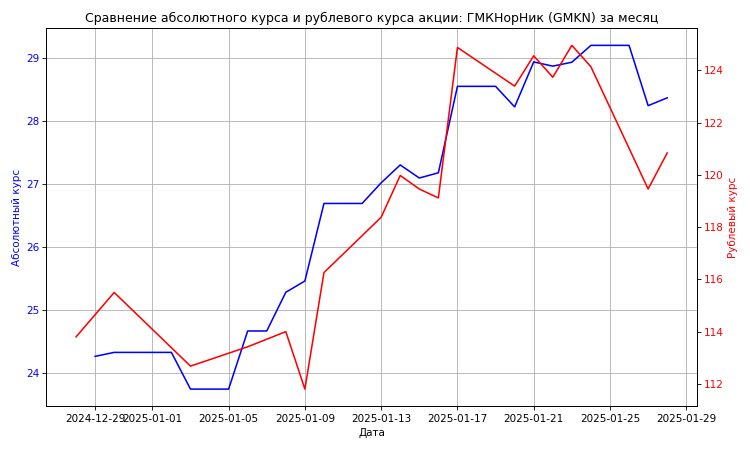 Сравнение абсолютного курса и рублевого курса акции: ГМКНорНик (GMKN) за месяц
29
28
27
26
25
24
Абсолютный курс
124
122
120
118
116
114
112
Рублевый курс
2024-12-29 2025-01-01 2025-01-05 2025-01-09 2025-01-13 2025-01-17 2025-01-21 2025-01-25 2025-01-29
Дата